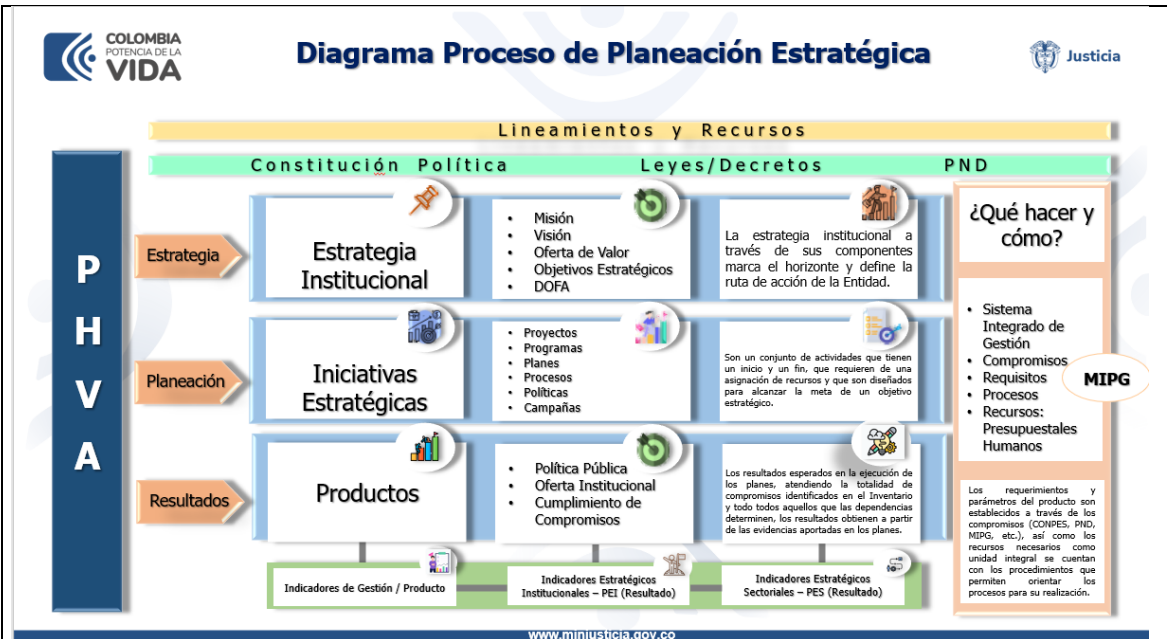 COLOMBIA
POTENCIA DE LA
VIDA
Diagrama Proceso de Planeación Estratégica
Justicia
Lineamientos y Recursos
Constitución Política Leyes/Decretos PND
P
H
V
A
Estrategia
Estrategia
Institucional
• Misión
• Visión
• Oferta de Valor
• Objetivos Estratégicos
• DOFA
La estrategia institucional a
través de sus componentes
marca el horizonte y define la
ruta de acción de la Entidad.
Planeación
Iniciativas
Estratégicas
• Proyectos
• Programas
• Planes
• Procesos
• Políticas
• Campañas
Son un conjunto de actividades que tienen
un inicio y un fin, que requieren de una
asignación de recursos y que son diseñados
para alcanzar la meta de un objetivo
estratégico.
Resultados
Productos
• Política Pública
• Oferta Institucional
• Cumplimiento de
Compromisos
Los resultados esperados en la ejecución de
los planes, atendiendo la totalidad de
compromisos identificados en el Inventario
y todo todos aquellos que las dependencias
determinen, los resultados obtienen a partir
de las evidencias aportadas en los planes.
Indicadores de Gestión / Producto
Indicadores Estratégicos
Institucionales – PEI (Resultado)
Indicadores Estratégicos
Sectoriales – PES (Resultado)
¿Qué hacer y
cómo?
• Sistema
Integrado de
Gestión
• Compromisos
• Requisitos
• Procesos
• Recursos:
Presupuestales
Humanos
MIPG
Los requerimientos y
parámetros del producto son
establecidos a través de los
compromisos (CONPES, PND,
MIPG, etc.), así como los
recursos necesarios como
unidad integral se cuentan
con los procedimientos que
permiten orientar los
procesos para su realización.
www.minjusticia.gov.co